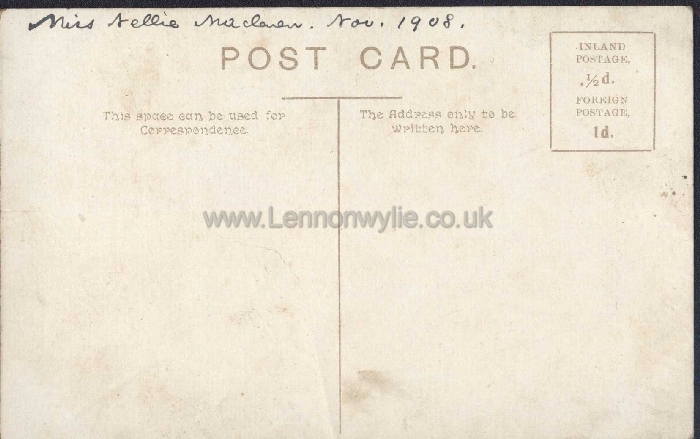 Miss Nellie Maclaren. Nov. 1908.
POST CARD.
This space can be used for
Correspondence.
The Address only to be
written here.
INLAND
POSTAGE,
.½d.
FOREIGN
POSTAGE,
1d.
www.Lennonwylie.co.uk